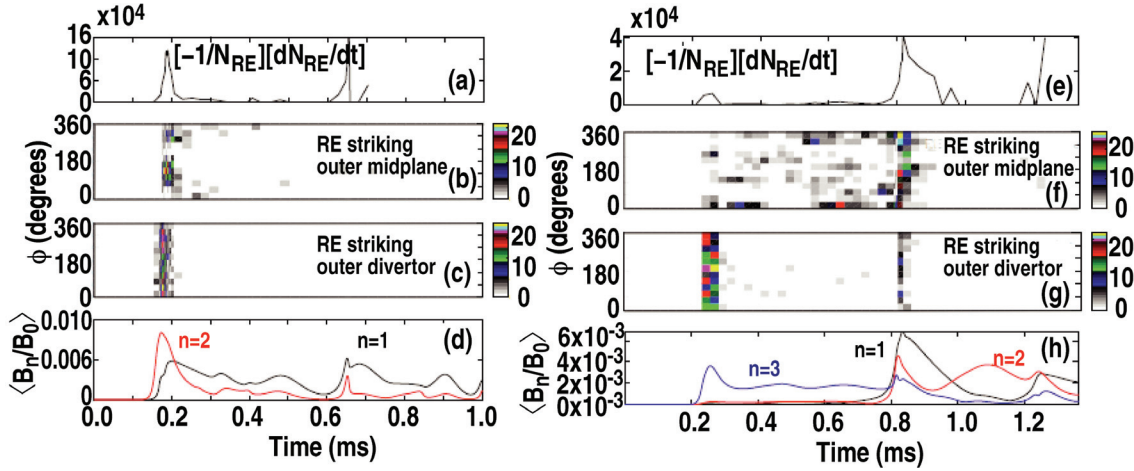 x10⁴
16
12
8
4
0
[-1/N_RE][dN_RE/dt]
(a)
360
180
0
RE striking
outer midplane
(b)
20
10
0
ϕ (degrees)
360
180
0
RE striking
outer divertor
(c)
20
10
0
⟨B_n/B_0⟩
0.010
0.006
0
n=2
n=1
(d)
0.0 0.2 0.4 0.6 0.8 1.0
Time (ms)
x10⁴
4
2
0
[-1/N_RE][dN_RE/dt]
(e)
360
180
0
RE striking
outer midplane
(f)
20
10
0
ϕ (degrees)
360
180
0
RE striking
outer divertor
(g)
20
10
0
⟨B_n/B_0⟩
6x10⁻³
4x10⁻³
2x10⁻³
0x10⁻³
n=3
n=1
n=2
(h)
0.2 0.4 0.6 0.8 1.0 1.2
Time (ms)